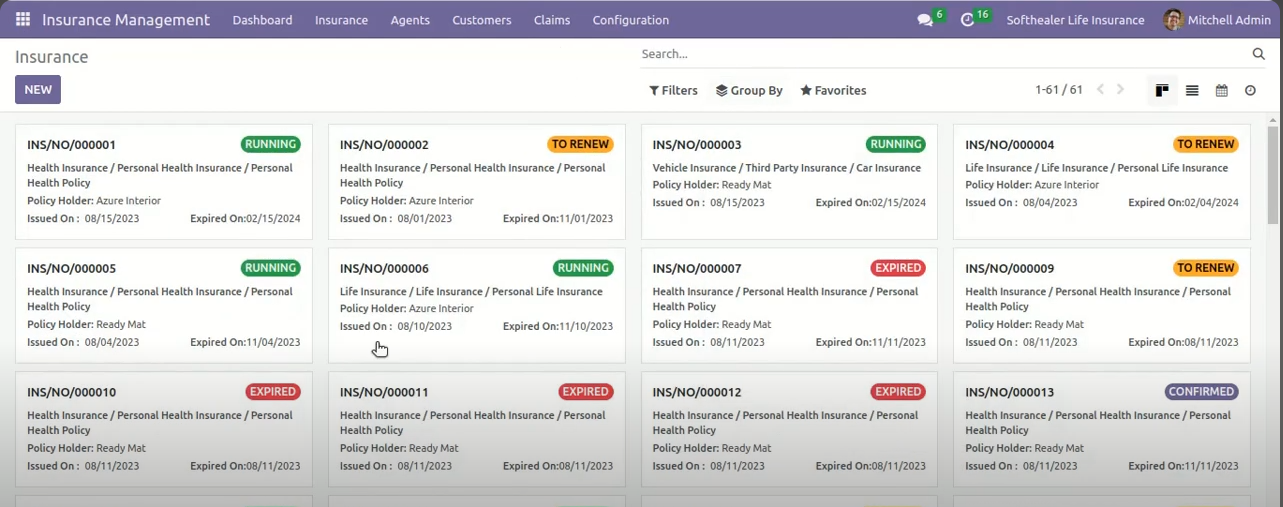 Insurance Management Dashboard Insurance Agents Customers Claims Configuration 6 16 Softhealer Life Insurance Mitchell Admin
Insurance Search...
NEW Filters Group By Favorites 1-61 / 61
INS/NO/000001 RUNNING
Health Insurance / Personal Health Insurance / Personal
Health Policy
Policy Holder: Azure Interior
Issued On : 08/15/2023 Expired On:02/15/2024
INS/NO/000002 TO RENEW
Health Insurance / Personal Health Insurance / Personal
Health Policy
Policy Holder: Azure Interior
Issued On : 08/01/2023 Expired On:11/01/2023
INS/NO/000003 RUNNING
Vehicle Insurance / Third Party Insurance / Car Insurance
Policy Holder: Ready Mat
Issued On : 08/15/2023 Expired On:02/15/2024
INS/NO/000004 TO RENEW
Life Insurance / Life Insurance / Personal Life Insurance
Policy Holder: Azure Interior
Issued On : 08/04/2023 Expired On:02/04/2024
INS/NO/000005 RUNNING
Health Insurance / Personal Health Insurance / Personal
Health Policy
Policy Holder: Ready Mat
Issued On : 08/04/2023 Expired On:11/04/2023
INS/NO/000006 RUNNING
Life Insurance / Life Insurance / Personal Life Insurance
Policy Holder: Azure Interior
Issued On : 08/10/2023 Expired On:11/10/2023
INS/NO/000007 EXPIRED
Health Insurance / Personal Health Insurance / Personal
Health Policy
Policy Holder: Ready Mat
Issued On : 08/11/2023 Expired On:11/11/2023
INS/NO/000009 TO RENEW
Health Insurance / Personal Health Insurance / Personal
Health Policy
Policy Holder: Ready Mat
Issued On : 08/11/2023 Expired On:08/11/2023
INS/NO/000010 EXPIRED
Health Insurance / Personal Health Insurance / Personal
Health Policy
Policy Holder: Ready Mat
Issued On : 08/11/2023 Expired On:08/11/2023
INS/NO/000011 EXPIRED
Health Insurance / Personal Health Insurance / Personal
Health Policy
Policy Holder: Ready Mat
Issued On : 08/11/2023 Expired On:08/11/2023
INS/NO/000012 EXPIRED
Health Insurance / Personal Health Insurance / Personal
Health Policy
Policy Holder: Ready Mat
Issued On : 08/11/2023 Expired On:08/11/2023
INS/NO/000013 CONFIRMED
Health Insurance / Personal Health Insurance / Personal
Health Policy
Policy Holder: Ready Mat
Issued On : 08/11/2023 Expired On:11/11/2023